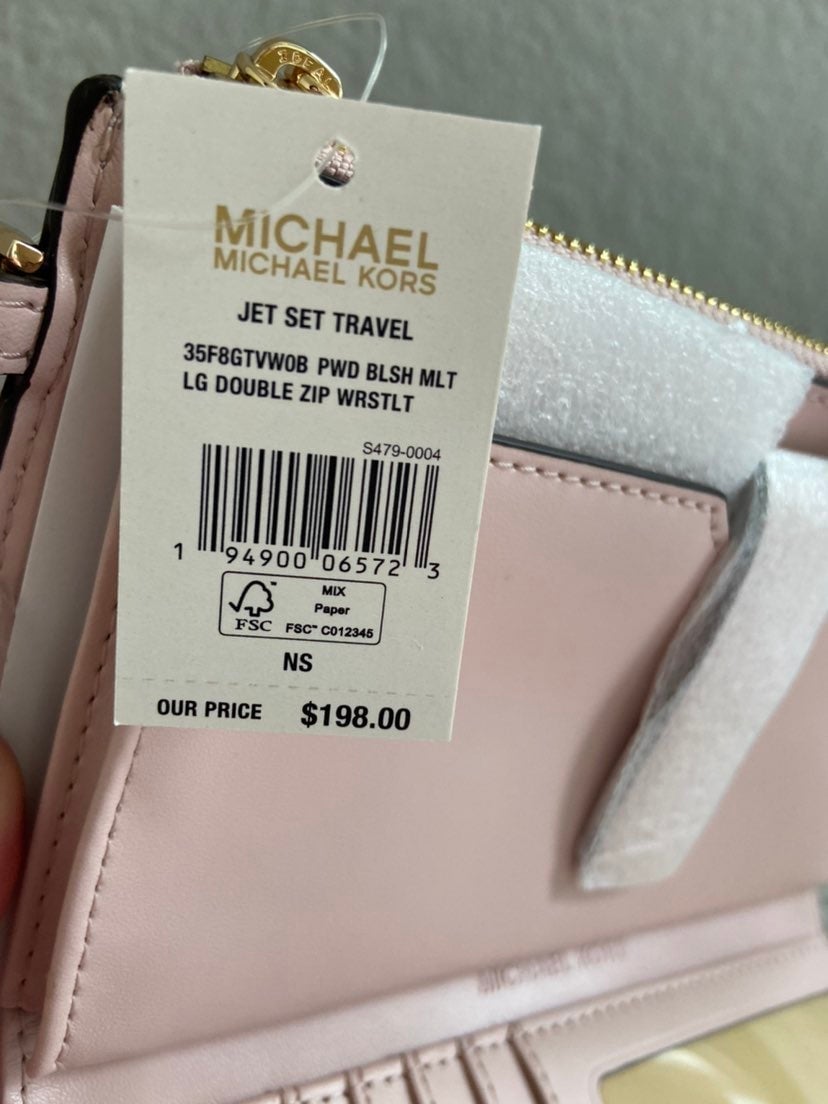 MICHAEL
MICHAEL KORS
JET SET TRAVEL
35F8GTVW0B PWD BLSH MLT
LG DOUBLE ZIP WRSTLT
S479-0004
1 94900 06572 3
MIX
Paper
FSC™ C012345
FSC
NS
OUR PRICE $198.00
MICHAEL KORS